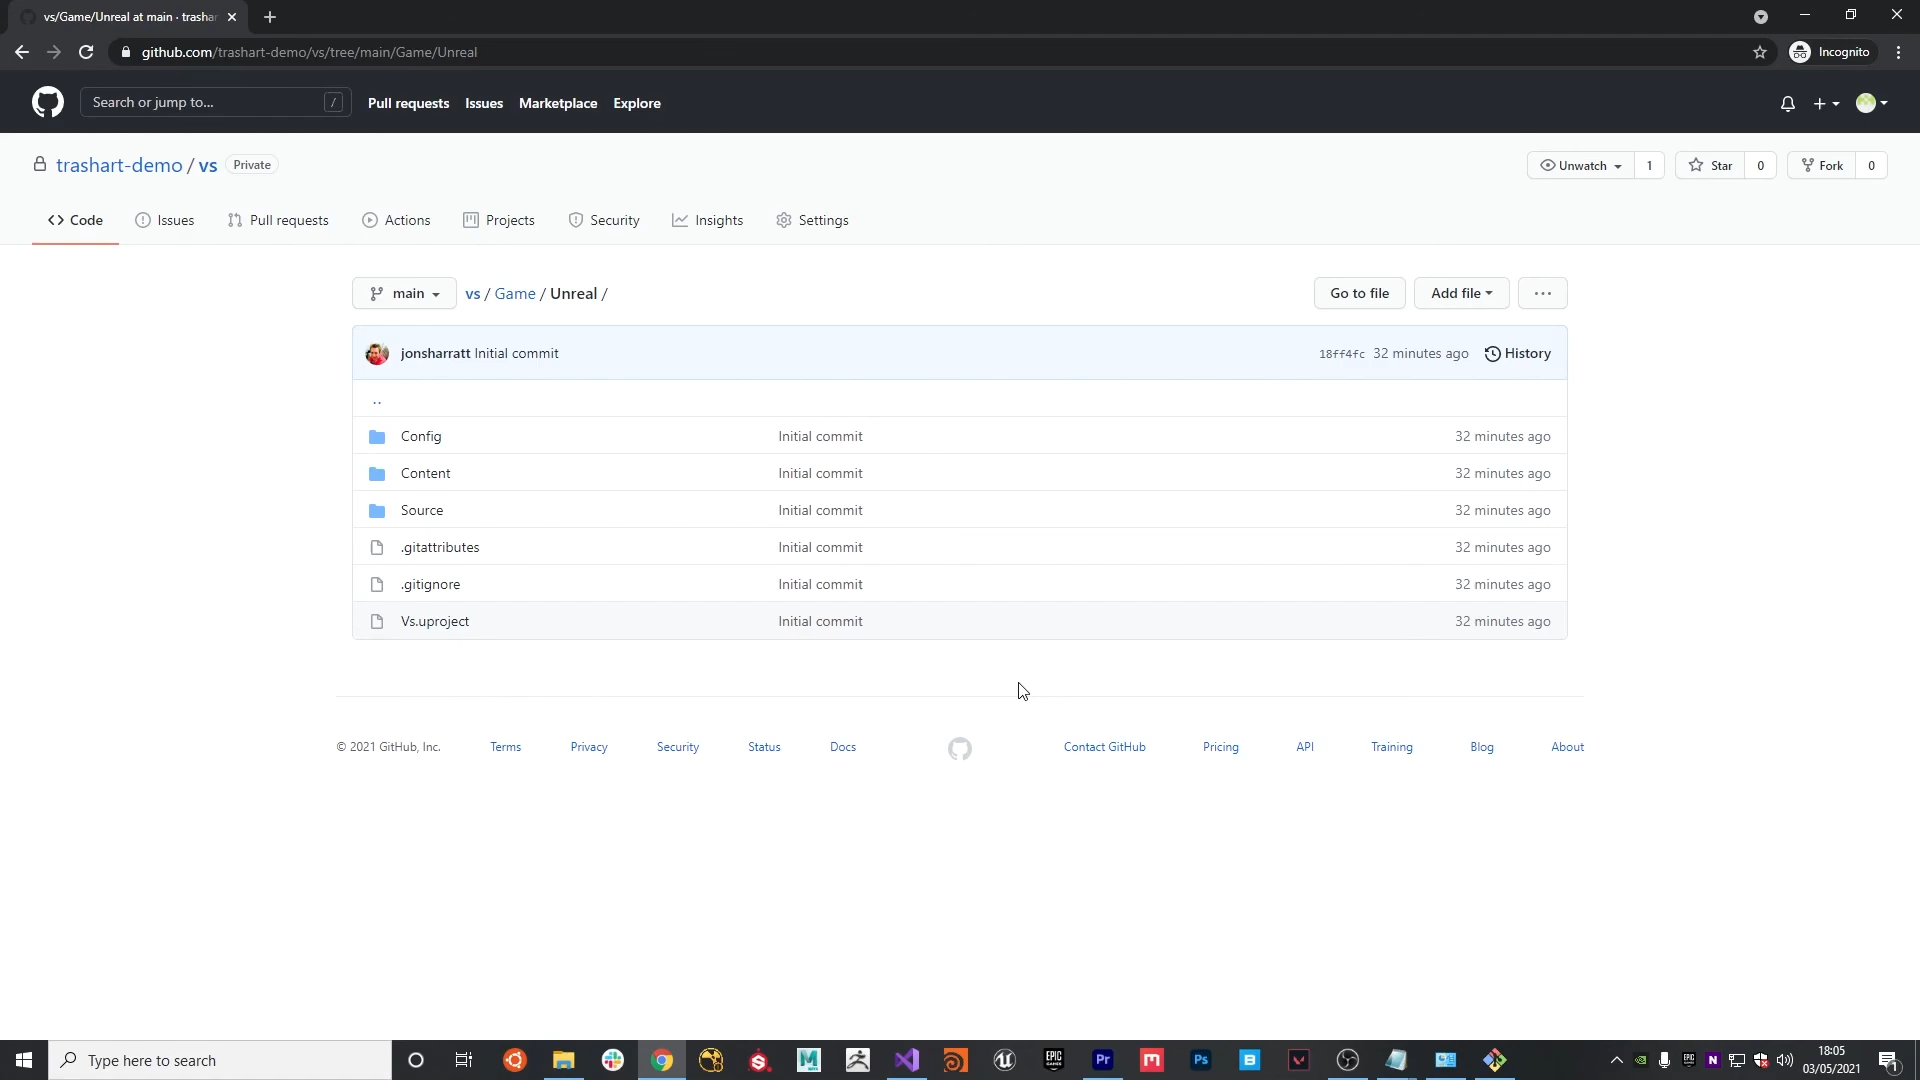 vs/Game/Unreal at main · trashar
github.com/trashart-demo/vs/tree/main/Game/Unreal
Incognito
Search or jump to...
/
Pull requests
Issues
Marketplace
Explore
trashart-demo / vs
Private
Unwatch
1
Star
0
Fork
0
Code
Issues
Pull requests
Actions
Projects
Security
Insights
Settings
main
vs / Game / Unreal /
Go to file
Add file
jonsharratt Initial commit
18ff4fc 32 minutes ago
History
..
Config
Initial commit
32 minutes ago
Content
Initial commit
32 minutes ago
Source
Initial commit
32 minutes ago
.gitattributes
Initial commit
32 minutes ago
.gitignore
Initial commit
32 minutes ago
Vs.uproject
Initial commit
32 minutes ago
© 2021 GitHub, Inc.
Terms
Privacy
Security
Status
Docs
Contact GitHub
Pricing
API
Training
Blog
About
Type here to search
EPIC
GAMES
Pr
Ps
18:05
03/05/2021
1